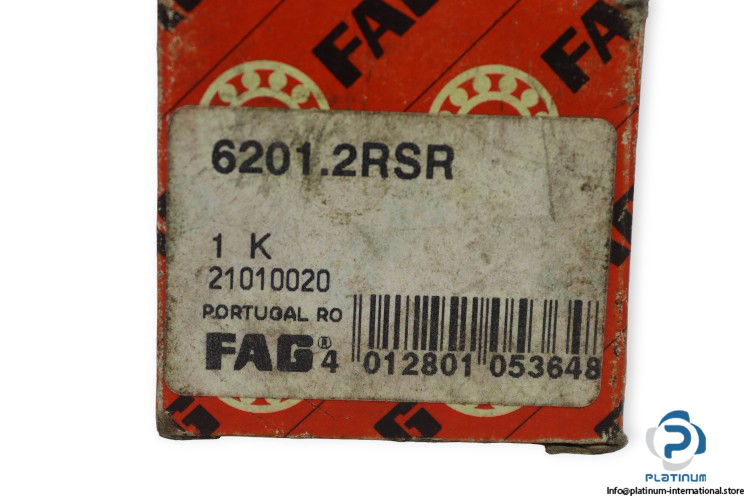 FAG
FAG
6201.2RSR
1 K
21010020
PORTUGAL RO
FAG®
4 012801 053648
G
G
PLATINUM
info@platinum-international.store